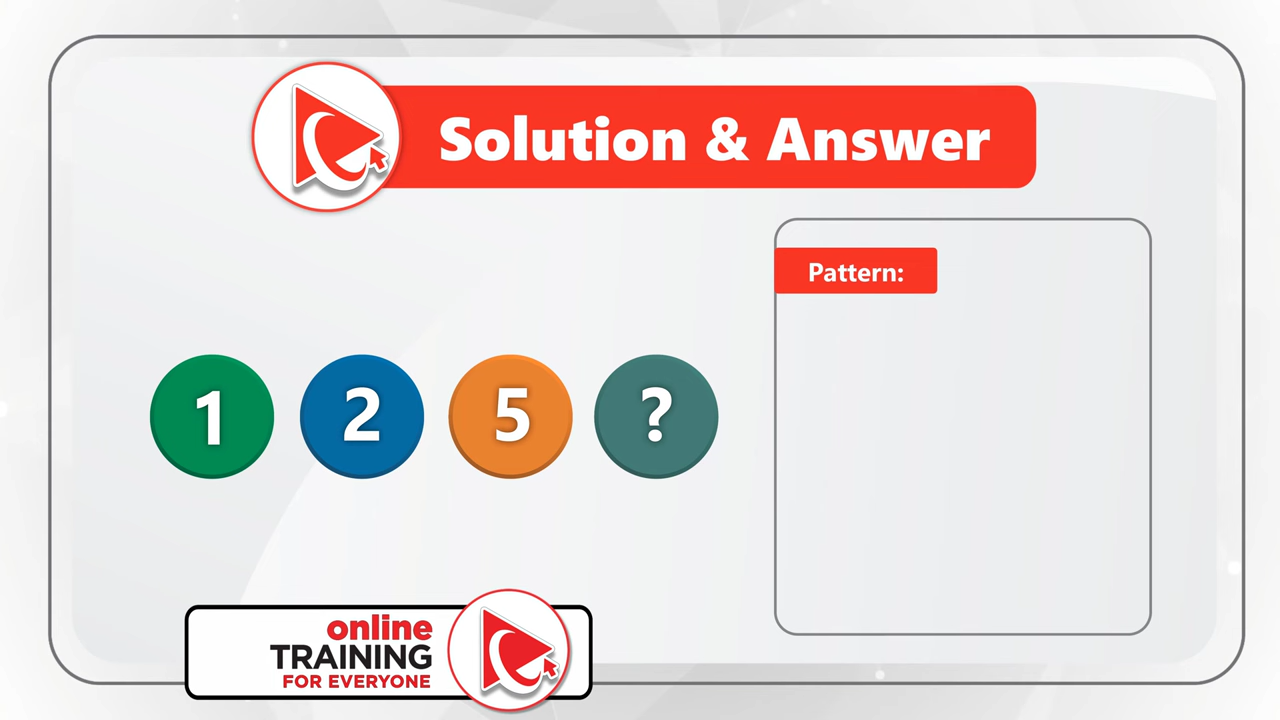 Solution & Answer
Pattern:
1 2 5 ?
online
TRAINING
FOR EVERYONE